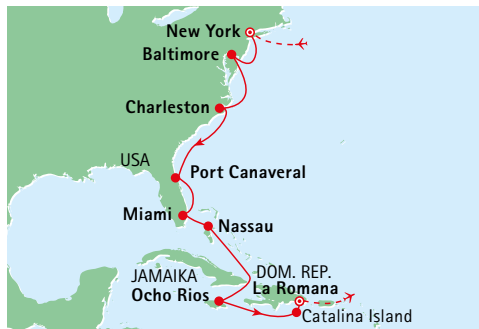 New York
Baltimore
Charleston
USA
Port Canaveral
Miami
Nassau
JAMAIKA
Ocho Rios
DOM. REP.
La Romana
Catalina Island